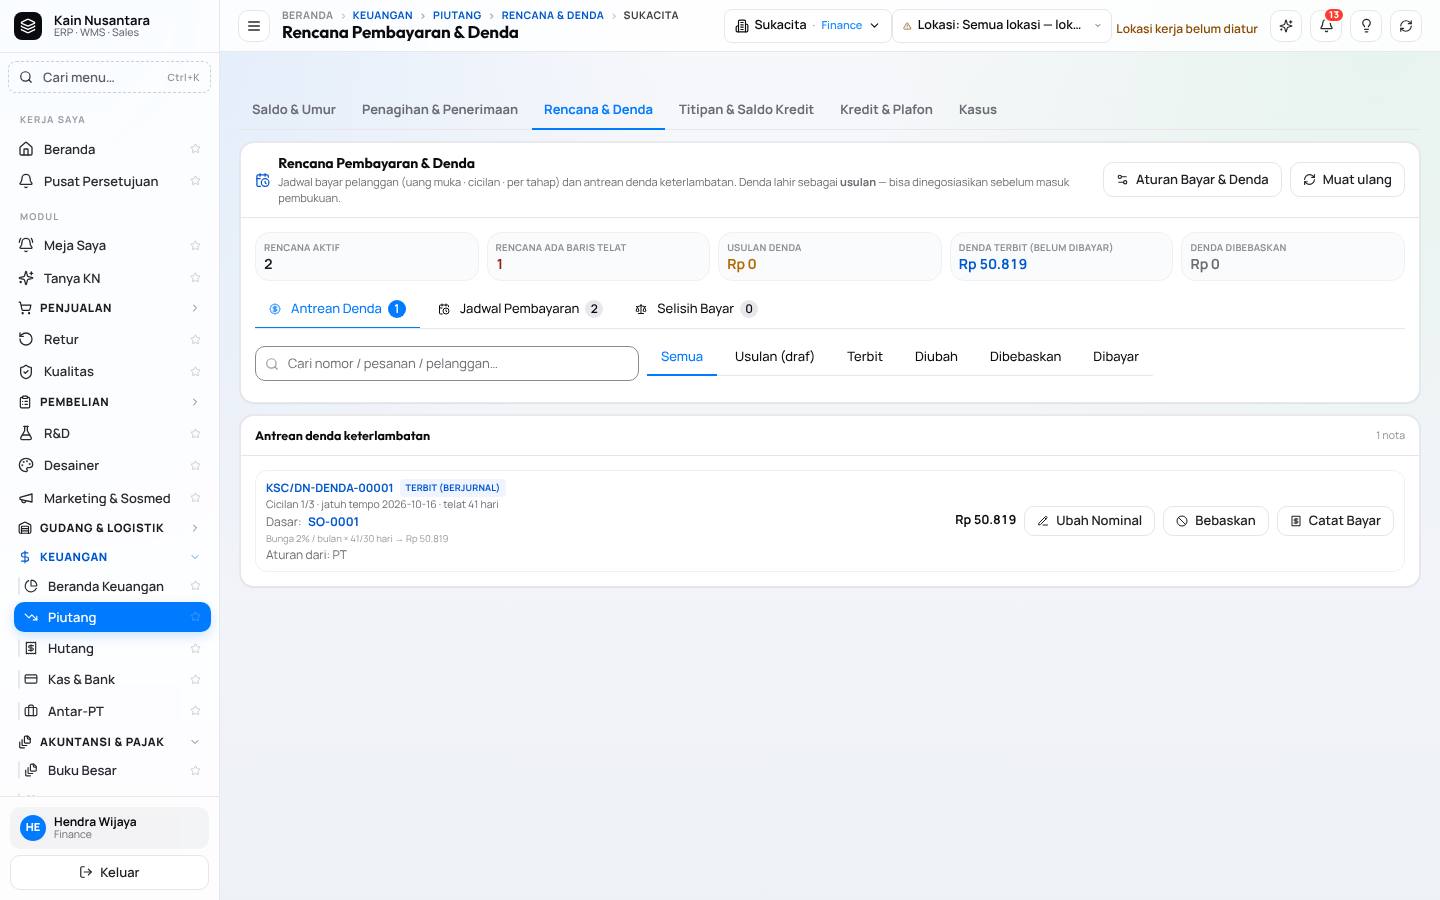 Kain Nusantara
ERP · WMS · Sales
Cari menu... Ctrl+K
KERJA SAYA
Beranda
Pusat Persetujuan
MODUL
Meja Saya
Tanya KN
PENJUALAN
Retur
Kualitas
PEMBELIAN
R&D
Desainer
Marketing & Sosmed
GUDANG & LOGISTIK
KEUANGAN
Beranda Keuangan
Piutang
Hutang
Kas & Bank
Antar-PT
AKUNTANSI & PAJAK
Buku Besar
HE
Hendra Wijaya
Finance
Keluar
BERANDA › KEUANGAN › PIUTANG › RENCANA & DENDA › SUKACITA
Rencana Pembayaran & Denda
Sukacita · Finance
Lokasi: Semua lokasi — lok...
Lokasi kerja belum diatur
13
Saldo & Umur Penagihan & Penerimaan Rencana & Denda Titipan & Saldo Kredit Kredit & Plafon Kasus
Rencana Pembayaran & Denda
Jadwal bayar pelanggan (uang muka · cicilan · per tahap) dan antrean denda keterlambatan. Denda lahir sebagai usulan — bisa dinegosiasikan sebelum masuk
pembukuan.
Aturan Bayar & Denda
Muat ulang
RENCANA AKTIF
2
RENCANA ADA BARIS TELAT
1
USULAN DENDA
Rp 0
DENDA TERBIT (BELUM DIBAYAR)
Rp 50.819
DENDA DIBEBASKAN
Rp 0
Antrean Denda 1 Jadwal Pembayaran 2 Selisih Bayar 0
Cari nomor / pesanan / pelanggan...
Semua Usulan (draf) Terbit Diubah Dibebaskan Dibayar
Antrean denda keterlambatan
1 nota
KSC/DN-DENDA-00001 TERBIT (BERJURNAL)
Cicilan 1/3 · jatuh tempo 2026-10-16 · telat 41 hari
Dasar: SO-0001
Bunga 2% / bulan × 41/30 hari → Rp 50.819
Aturan dari: PT
Rp 50.819
Ubah Nominal
Bebaskan
Catat Bayar